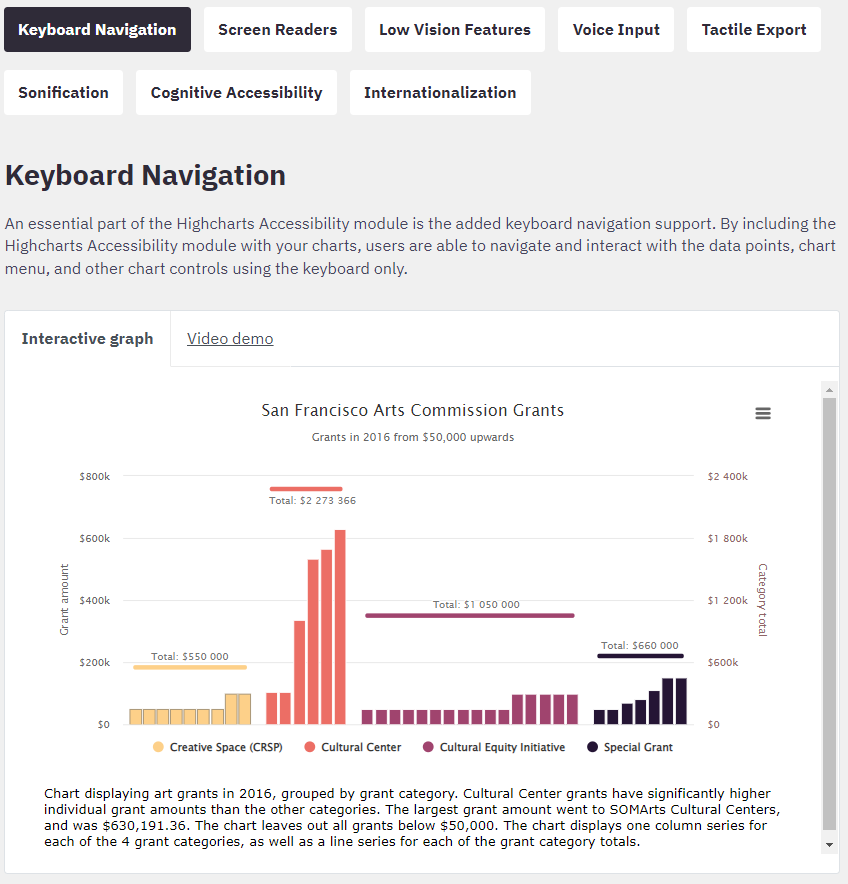 Keyboard Navigation
Screen Readers
Low Vision Features
Voice Input
Tactile Export
Sonification
Cognitive Accessibility
Internationalization
Keyboard Navigation
An essential part of the Highcharts Accessibility module is the added keyboard navigation support. By including the
Highcharts Accessibility module with your charts, users are able to navigate and interact with the data points, chart
menu, and other chart controls using the keyboard only.
Interactive graph
Video demo
San Francisco Arts Commission Grants
Grants in 2016 from $50,000 upwards
$800k
$600k
$400k
$200k
$0
Grant amount
Total: $550 000
Total: $2 273 366
Total: $1 050 000
Total: $660 000
$2 400k
$1 800k
$1 200k
$600k
$0
Category total
Creative Space (CRSP)
Cultural Center
Cultural Equity Initiative
Special Grant
Chart displaying art grants in 2016, grouped by grant category. Cultural Center grants have significantly higher
individual grant amounts than the other categories. The largest grant amount went to SOMArts Cultural Centers,
and was $630,191.36. The chart leaves out all grants below $50,000. The chart displays one column series for
each of the 4 grant categories, as well as a line series for each of the grant category totals.